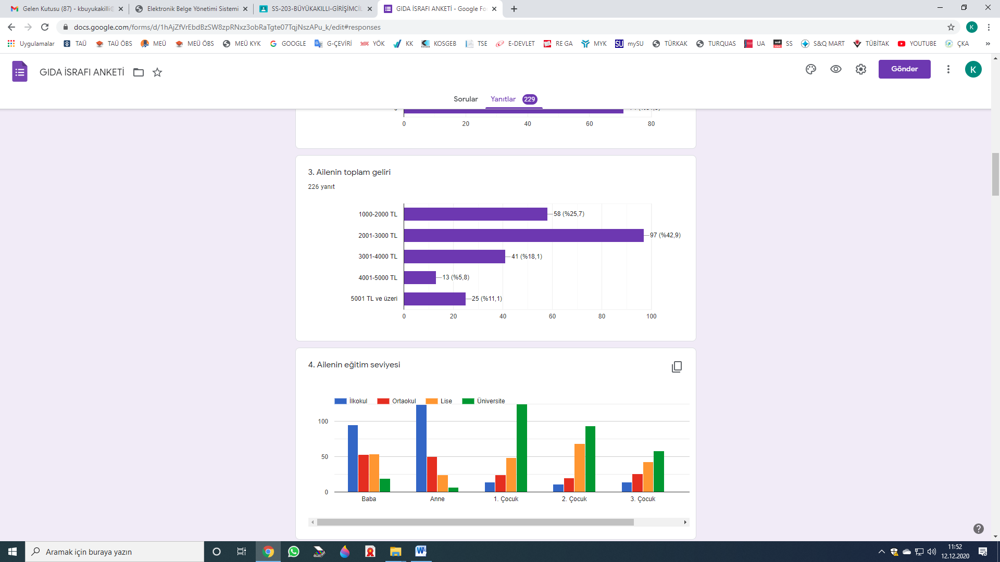 Gelen Kutusu (87) - kbuyukakilli@
Elektronik Belge Yönetimi Sistemi
SS-203-BÜYÜKAKILLI-GİRİŞİMCİL
GIDA İSRAFI ANKETİ - Google Fo
docs.google.com/forms/d/1hAjZfVrEbdBzSW8zpRNxz3obRaTgte07TqjNszAPu_k/edit#responses
K
Uygulamalar TAÜ TAÜ ÖBS MEÜ MEÜ ÖBS MEÜ KYK GOOGLE G-ÇEVİRİ YÖK KK KOSGEB TSE E-DEVLET RE GA MYK mySU TÜRKAK TURQUAS UA SS S&Q MART TÜBİTAK YOUTUBE ÇKA »
GIDA İSRAFI ANKETİ
Gönder
K
Sorular Yanıtlar 229
0 20 40 60 80
3. Ailenin toplam geliri
226 yanıt
1000-2000 TL 58 (%25,7)
2001-3000 TL 97 (%42,9)
3001-4000 TL 41 (%18,1)
4001-5000 TL 13 (%5,8)
5001 TL ve üzeri 25 (%11,1)
0 20 40 60 80 100
4. Ailenin eğitim seviyesi
İlkokul Ortaokul Lise Üniversite
100
50
0
Baba Anne 1. Çocuk 2. Çocuk 3. Çocuk
Aramak için buraya yazın
11:52
12.12.2020